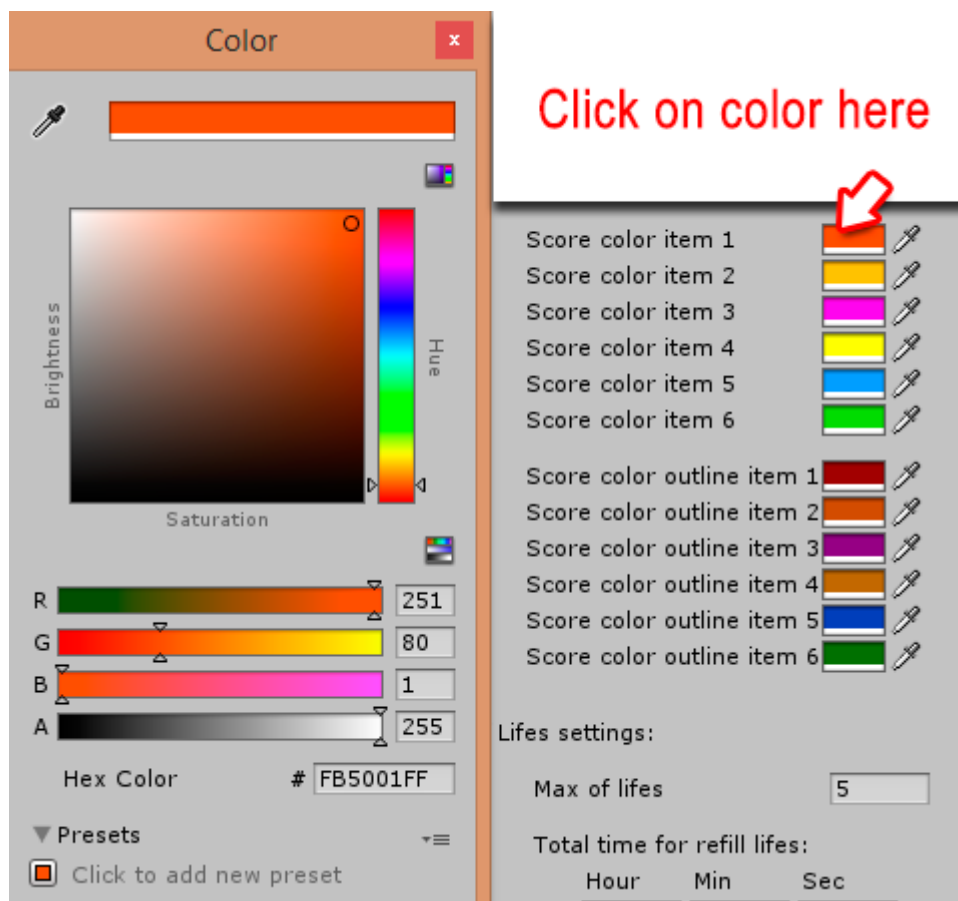 Color
x
Brightness
Hue
Saturation
R 251
G 80
B 1
A 255
Hex Color # FB5001FF
Presets
Click to add new preset
Click on color here
Score color item 1
Score color item 2
Score color item 3
Score color item 4
Score color item 5
Score color item 6
Score color outline item 1
Score color outline item 2
Score color outline item 3
Score color outline item 4
Score color outline item 5
Score color outline item 6
Lifes settings:
Max of lifes 5
Total time for refill lifes:
Hour Min Sec